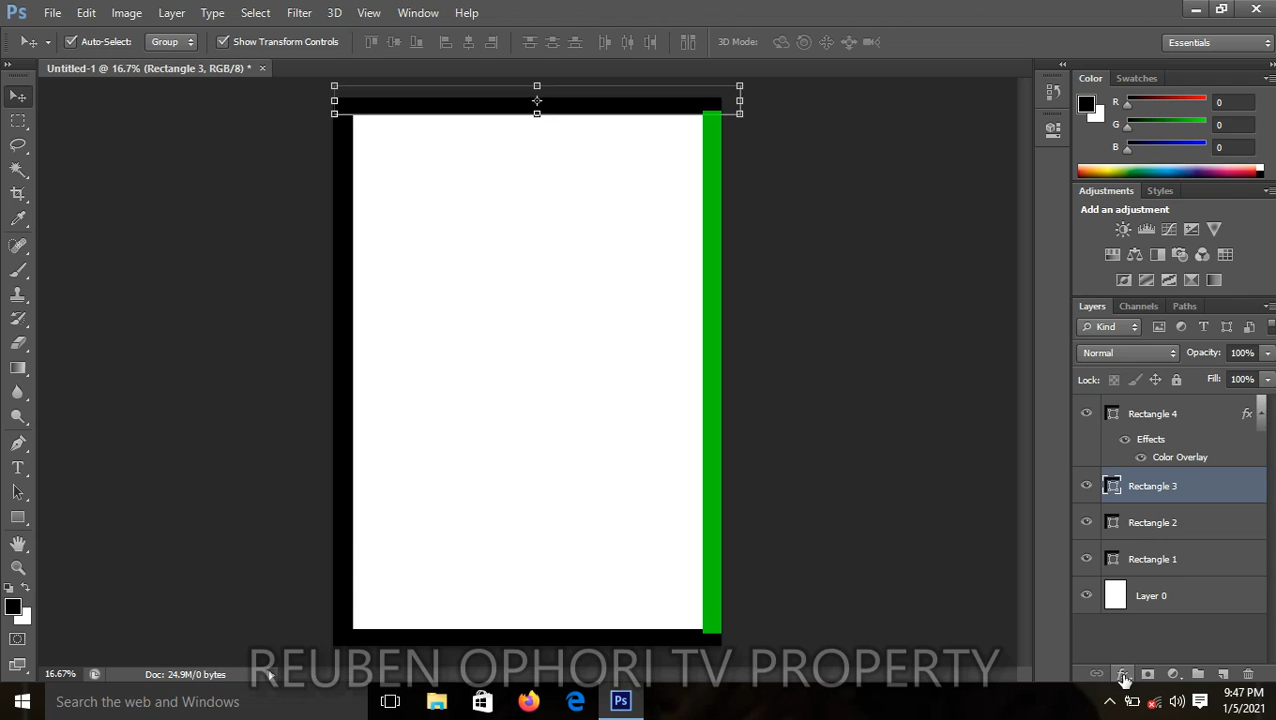 Ps File Edit Image Layer Type Select Filter 3D View Window Help
Auto-Select: Group Show Transform Controls 3D Mode: Essentials
Untitled-1 @ 16.7% (Rectangle 3, RGB/8) * ×
Color Swatches
R 0
G 0
B 0
Adjustments Styles
Add an adjustment
Layers Channels Paths
Kind
Normal Opacity: 100%
Lock: Fill: 100%
Rectangle 4 fx
Effects
Color Overlay
Rectangle 3
Rectangle 2
Rectangle 1
Layer 0
16.67% Doc: 24.9M/0 bytes
REUBEN OPHORI TV PROPERTY
Search the web and Windows
Ps
9:47 PM
1/5/2021